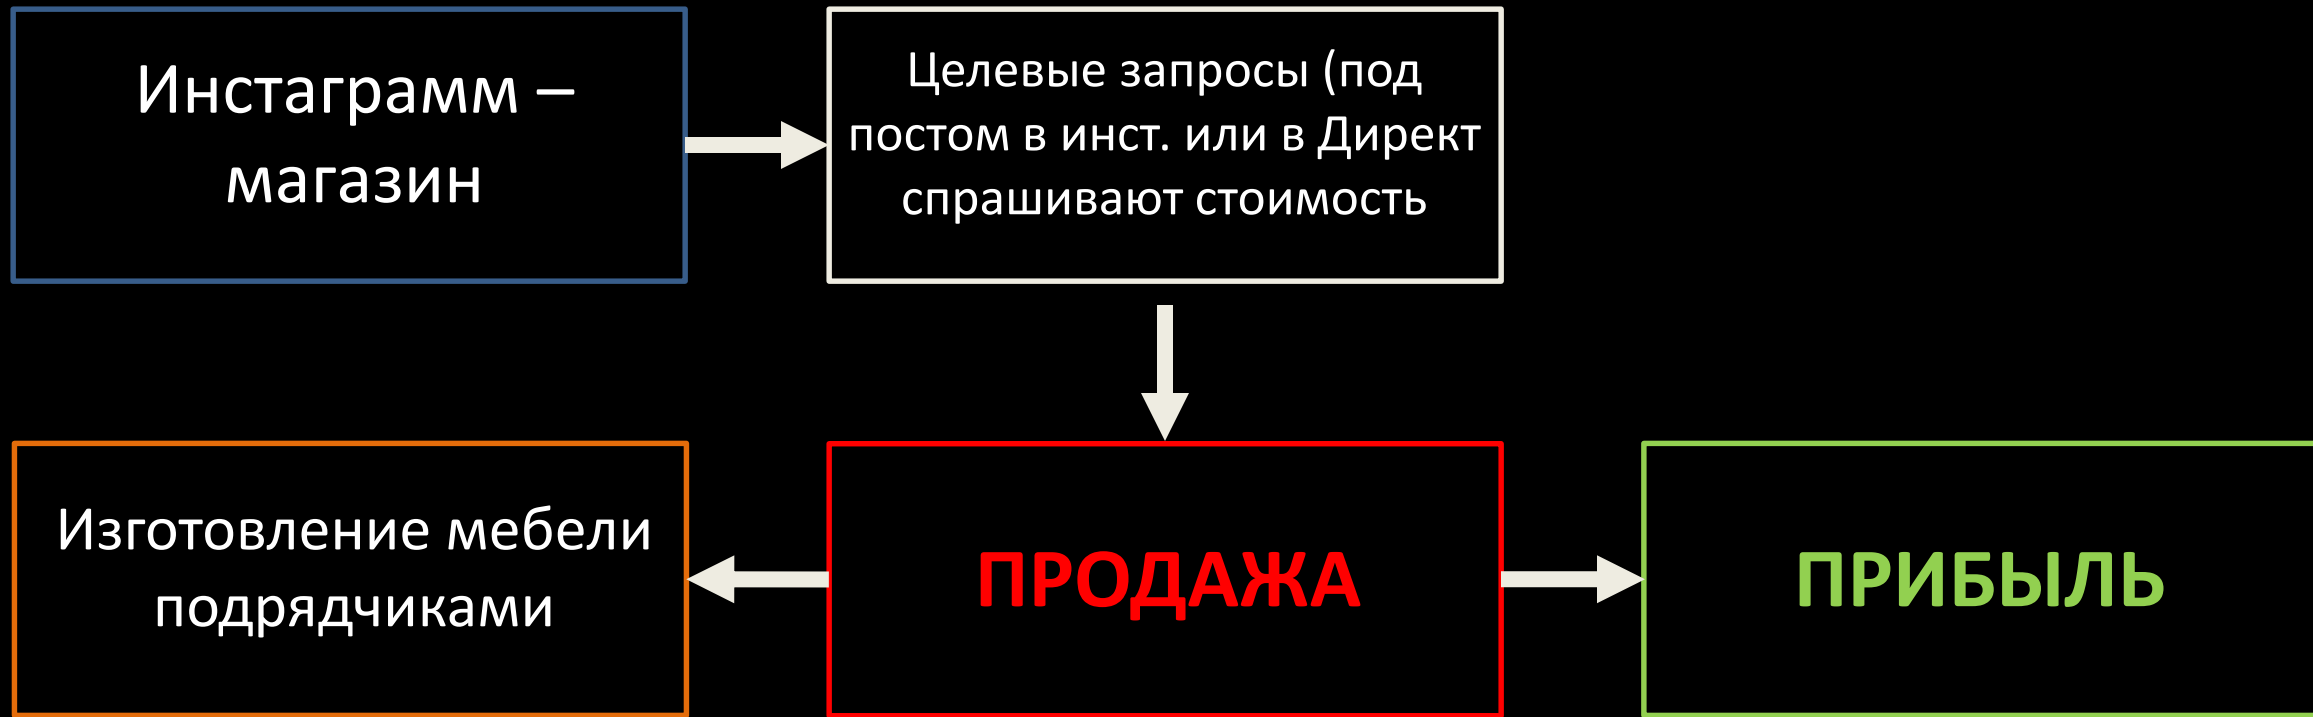 Инстаграмм –
магазин
Целевые запросы (под
постом в инст. или в Директ
спрашивают стоимость
Изготовление мебели
подрядчиками
ПРОДАЖА
ПРИБЫЛЬ